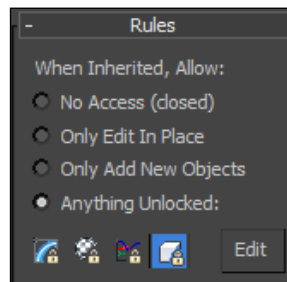 - Rules
When Inherited, Allow:
No Access (closed)
Only Edit In Place
Only Add New Objects
Anything Unlocked:
Edit